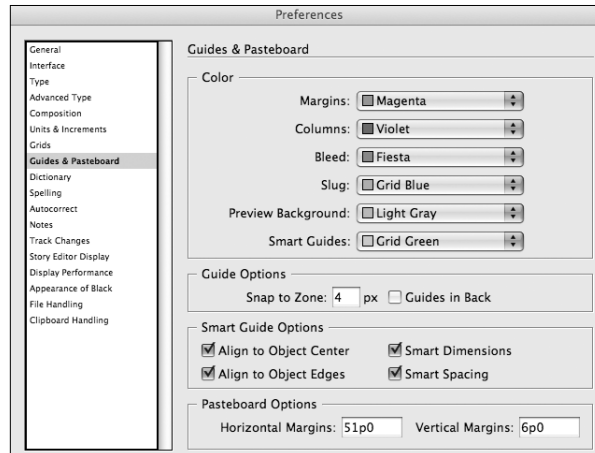 Preferences
General
Interface
Type
Advanced Type
Composition
Units & Increments
Grids
Guides & Pasteboard
Dictionary
Spelling
Autocorrect
Notes
Track Changes
Story Editor Display
Display Performance
Appearance of Black
File Handling
Clipboard Handling
Guides & Pasteboard
Color
Margins: Magenta
Columns: Violet
Bleed: Fiesta
Slug: Grid Blue
Preview Background: Light Gray
Smart Guides: Grid Green
Guide Options
Snap to Zone: 4 px Guides in Back
Smart Guide Options
Align to Object Center Smart Dimensions
Align to Object Edges Smart Spacing
Pasteboard Options
Horizontal Margins: 51p0 Vertical Margins: 6p0